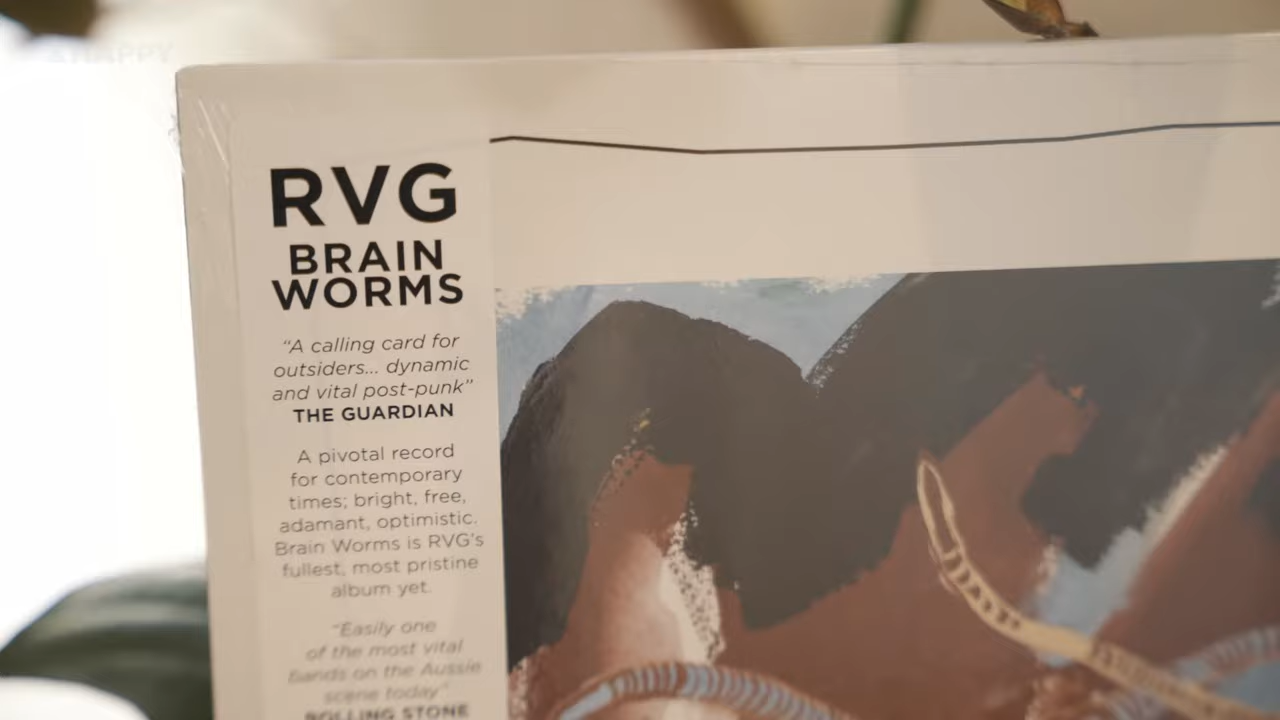 HAPPY
RVG
BRAIN
WORMS
“A calling card for
outsiders... dynamic
and vital post-punk”
THE GUARDIAN
A pivotal record
for contemporary
times; bright, free,
adamant, optimistic.
Brain Worms is RVG's
fullest, most pristine
album yet.
“Easily one
of the most vital
bands on the Aussie
scene today”
ROLLING STONE